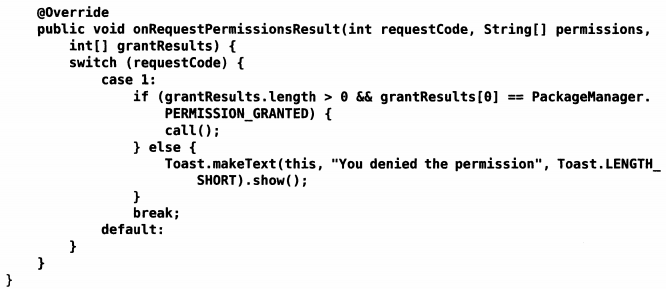 @Override
public void onRequestPermissionsResult(int requestCode, String[] permissions,
int[] grantResults) {
switch (requestCode) {
case 1:
if (grantResults.length > 0 && grantResults[0] == PackageManager.
PERMISSION_GRANTED) {
call();
} else {
Toast.makeText(this, "You denied the permission", Toast.LENGTH_
SHORT).show();
}
break;
default:
}
}
}